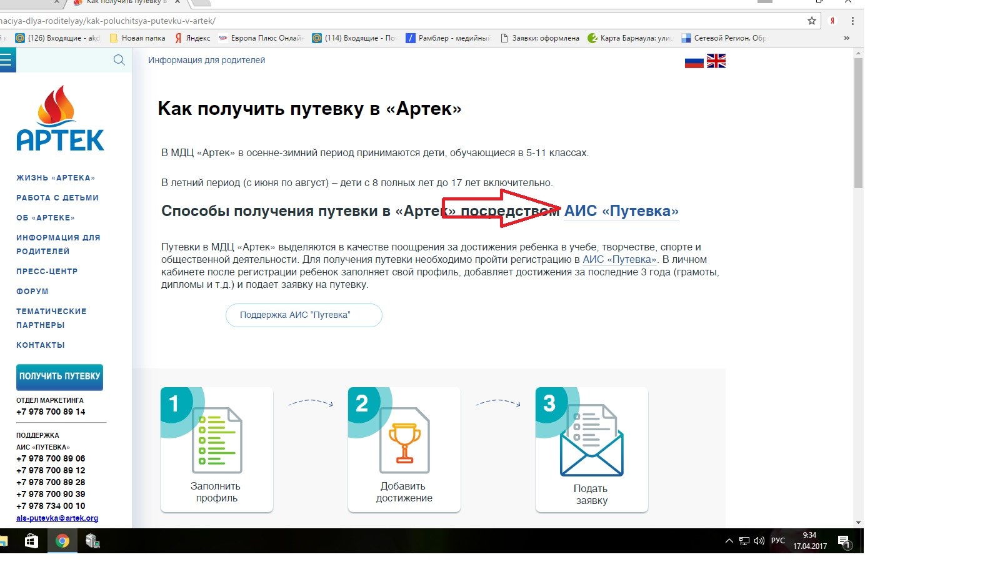 Как получить путевку в
maciya-dlya-roditelyay/kak-poluchitsya-putevku-v-artek/
Я
(126) Входящие - akd
Новая папка
Я Яндекс
Европа Плюс Онлайн
(114) Входящие - По
Рамблер - медийный
Заявки: оформлена
2 Карта Барнаула: улиц
Сетевой Регион. Обр
»
Информация для родителей
АРТЕК
ЖИЗНЬ «АРТЕКА»
РАБОТА С ДЕТЬМИ
ОБ «АРТЕКЕ»
ИНФОРМАЦИЯ ДЛЯ
РОДИТЕЛЕЙ
ПРЕСС-ЦЕНТР
ФОРУМ
ТЕМАТИЧЕСКИЕ
ПАРТНЕРЫ
КОНТАКТЫ
ПОЛУЧИТЬ ПУТЕВКУ
ОТДЕЛ МАРКЕТИНГА
+7 978 700 89 14
ПОДДЕРЖКА
АИС «ПУТЕВКА»
+7 978 700 89 06
+7 978 700 89 12
+7 978 700 89 28
+7 978 700 90 39
+7 978 734 00 10
ais-putevka@artek.org
Как получить путевку в «Артек»
В МДЦ «Артек» в осенне-зимний период принимаются дети, обучающиеся в 5-11 классах.
В летний период (с июня по август) – дети с 8 полных лет до 17 лет включительно.
Способы получения путевки в «Артек» посредством АИС «Путевка»
Путевки в МДЦ «Артек» выделяются в качестве поощрения за достижения ребенка в учебе, творчестве, спорте и
общественной деятельности. Для получения путевки необходимо пройти регистрацию в АИС «Путевка». В личном
кабинете после регистрации ребенок заполняет свой профиль, добавляет достижения за последние 3 года (грамоты,
дипломы и т.д.) и подает заявку на путевку.
Поддержка АИС "Путевка"
1
Заполнить
профиль
2
Добавить
достижение
3
Подать
заявку
РУС
9:34
17.04.2017
1